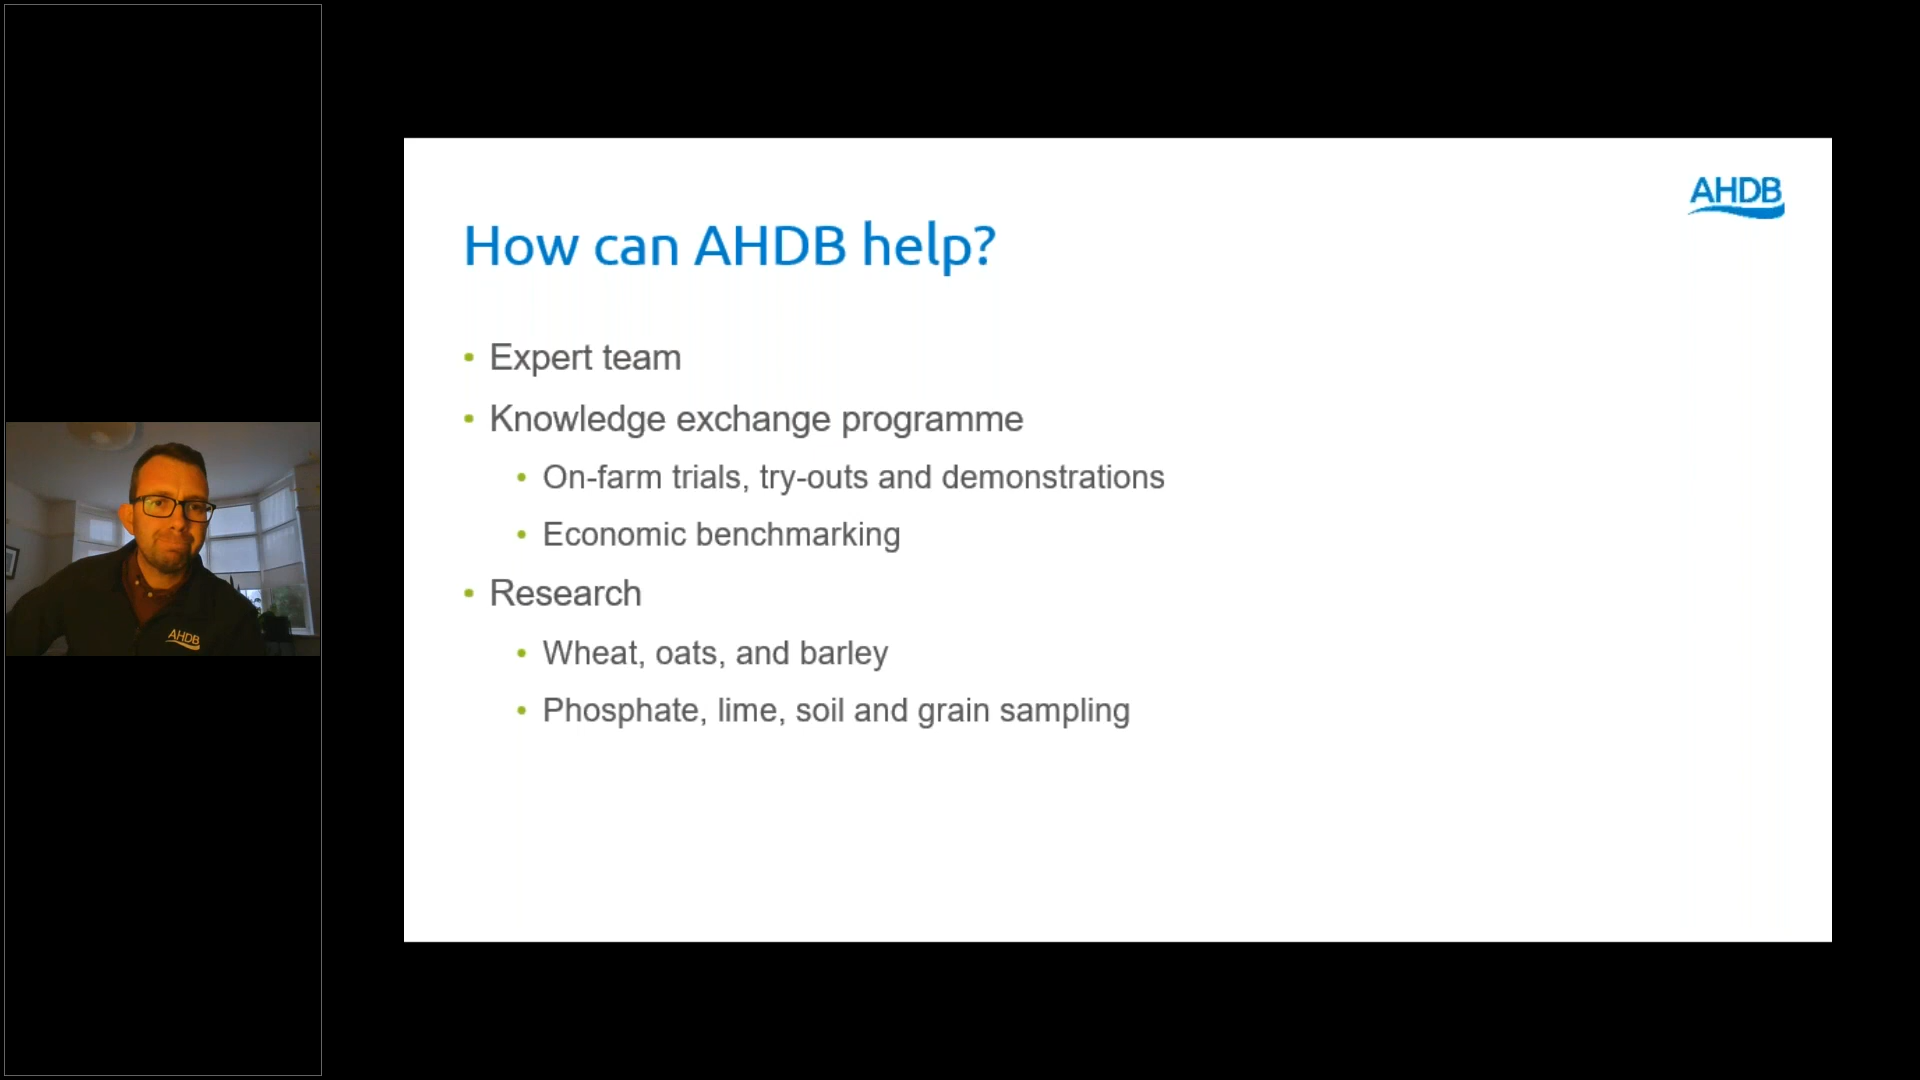 AHDB
How can AHDB help?
Expert team
Knowledge exchange programme
On-farm trials, try-outs and demonstrations
Economic benchmarking
Research
Wheat, oats, and barley
Phosphate, lime, soil and grain sampling
AHDB